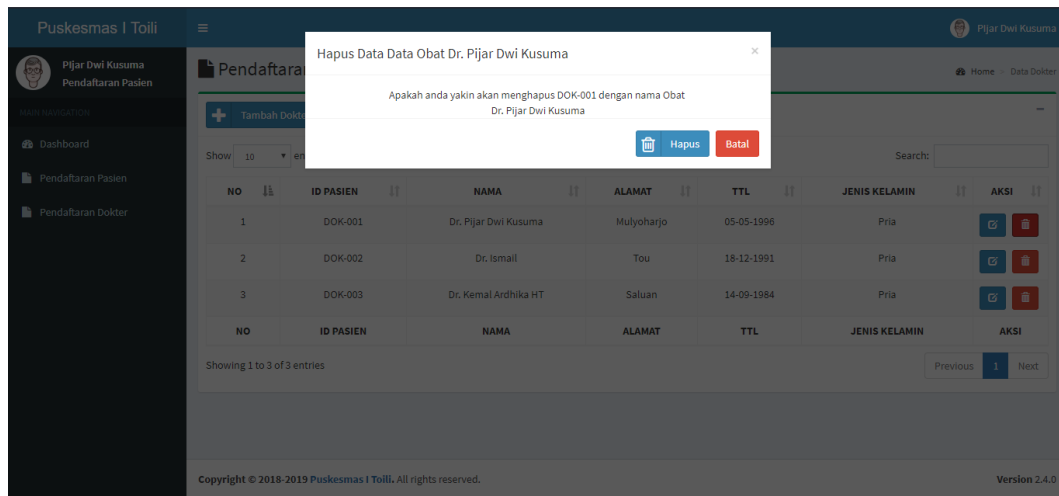 Puskesmas I Toili
PIjar Dwi Kusuma
PIjar Dwi Kusuma
Pendaftaran Pasien
MAIN NAVIGATION
Dashboard
Pendaftaran Pasien
Pendaftaran Dokter
Hapus Data Data Obat Dr. Pijar Dwi Kusuma
×
Apakah anda yakin akan menghapus DOK-001 dengan nama Obat
Dr. Pijar Dwi Kusuma
Hapus Batal
Pendaftaran
Home > Data Dokter
Tambah Dokte
Show 10 en
Search:
NO ID PASIEN NAMA ALAMAT TTL JENIS KELAMIN AKSI
1 DOK-001 Dr. Pijar Dwi Kusuma Mulyoharjo 05-05-1996 Pria
2 DOK-002 Dr. Ismail Tou 18-12-1991 Pria
3 DOK-003 Dr. Kemal Ardhika HT Saluan 14-09-1984 Pria
NO ID PASIEN NAMA ALAMAT TTL JENIS KELAMIN AKSI
Showing 1 to 3 of 3 entries
Previous 1 Next
Copyright © 2018-2019 Puskesmas I Toili. All rights reserved.
Version 2.4.0